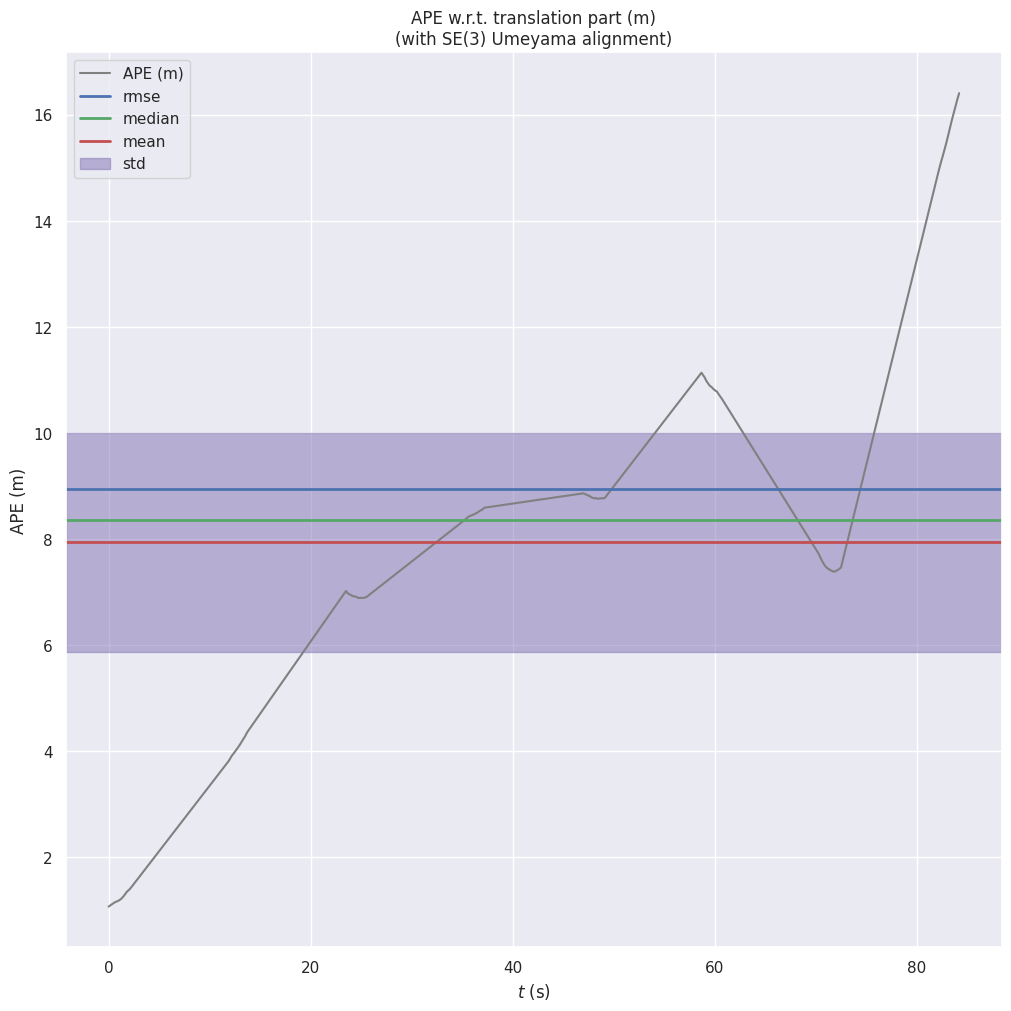 APE w.r.t. translation part (m)
(with SE(3) Umeyama alignment)
APE (m)
rmse
median
mean
std
16
14
12
10
8
6
4
2
APE (m)
0 20 40 60 80
t (s)